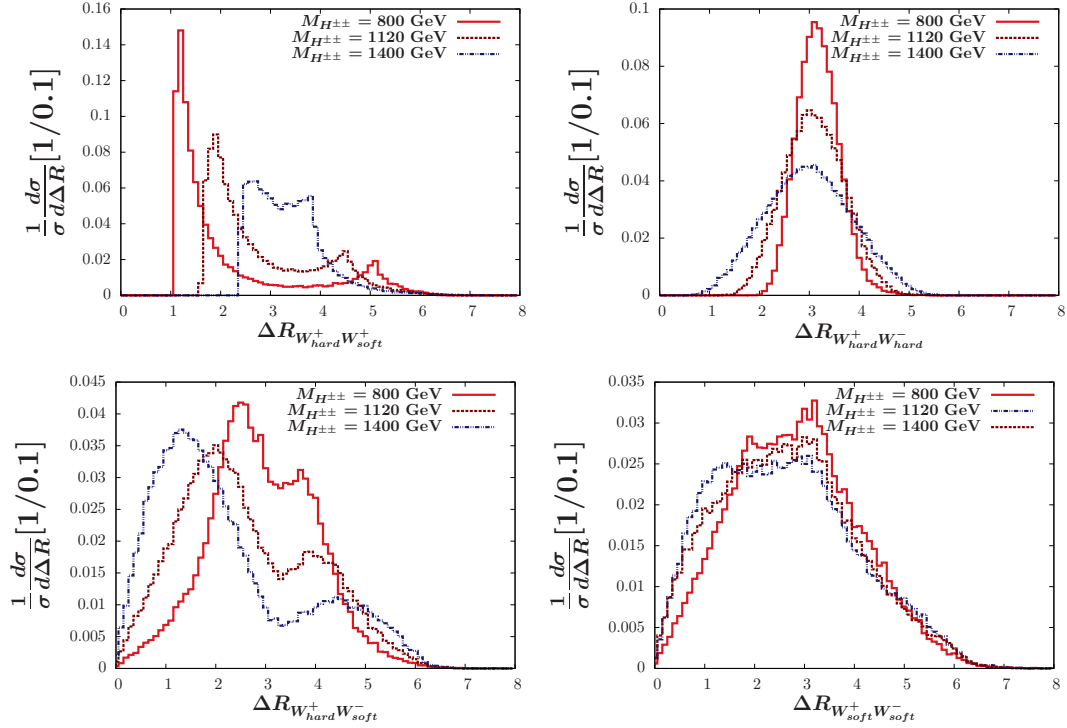 0.16
0.14
0.12
0.1
0.08
0.06
0.04
0.02
0
0 1 2 3 4 5 6 7 8
1/σ dσ/dΔR [1/0.1]
M_{H^{±±}} = 800 GeV
M_{H^{±±}} = 1120 GeV
M_{H^{±±}} = 1400 GeV
ΔR_{W^+_{hard} W^+_{soft}}
0.1
0.08
0.06
0.04
0.02
0
0 1 2 3 4 5 6 7 8
1/σ dσ/dΔR [1/0.1]
M_{H^{±±}} = 800 GeV
M_{H^{±±}} = 1120 GeV
M_{H^{±±}} = 1400 GeV
ΔR_{W^+_{hard} W^-_{hard}}
0.045
0.04
0.035
0.03
0.025
0.02
0.015
0.01
0.005
0
0 1 2 3 4 5 6 7 8
1/σ dσ/dΔR [1/0.1]
M_{H^{±±}} = 800 GeV
M_{H^{±±}} = 1120 GeV
M_{H^{±±}} = 1400 GeV
ΔR_{W^+_{hard} W^-_{soft}}
0.035
0.03
0.025
0.02
0.015
0.01
0.005
0
0 1 2 3 4 5 6 7 8
1/σ dσ/dΔR [1/0.1]
M_{H^{±±}} = 800 GeV
M_{H^{±±}} = 1120 GeV
M_{H^{±±}} = 1400 GeV
ΔR_{W^+_{soft} W^-_{soft}}